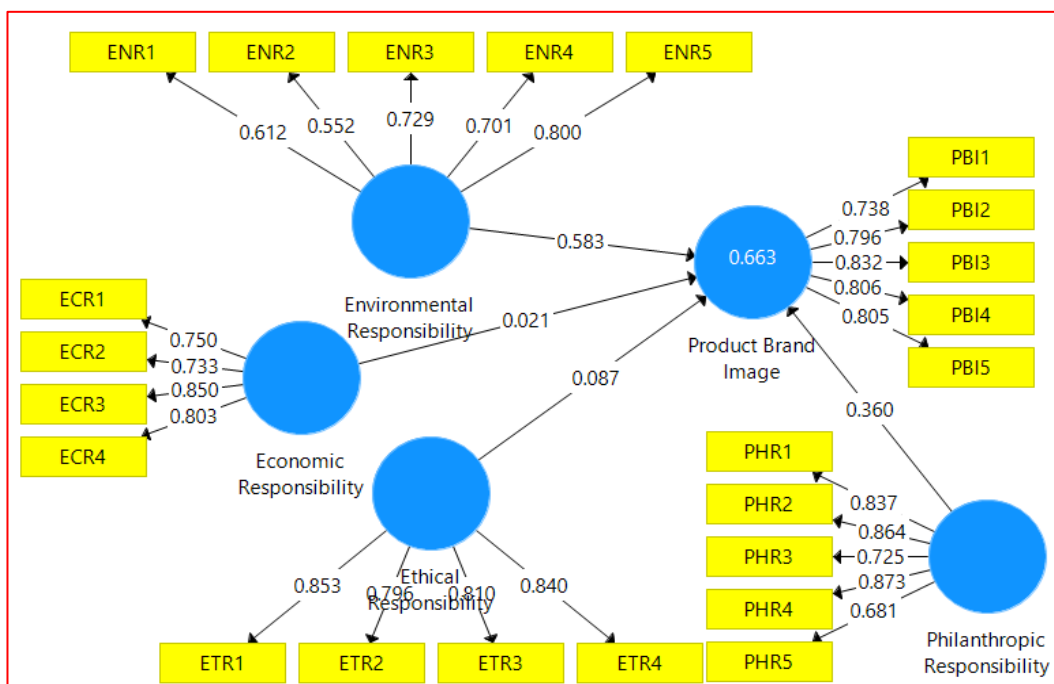 ENR1 ENR2 ENR3 ENR4 ENR5
0.612 0.552 0.729 0.701 0.800
PBI1
PBI2
PBI3
PBI4
PBI5
0.738
0.796
0.832
0.806
0.805
0.583
0.663
Environmental
Responsibility
Product Brand
Image
ECR1
ECR2
ECR3
ECR4
0.750
0.733
0.850
0.803
0.021
0.087
0.360
Economic
Responsibility
PHR1
PHR2
PHR3
PHR4
PHR5
0.837
0.864
0.725
0.873
0.681
Ethical
Responsibility
0.853 0.796 0.810 0.840
Philanthropic
Responsibility
ETR1 ETR2 ETR3 ETR4